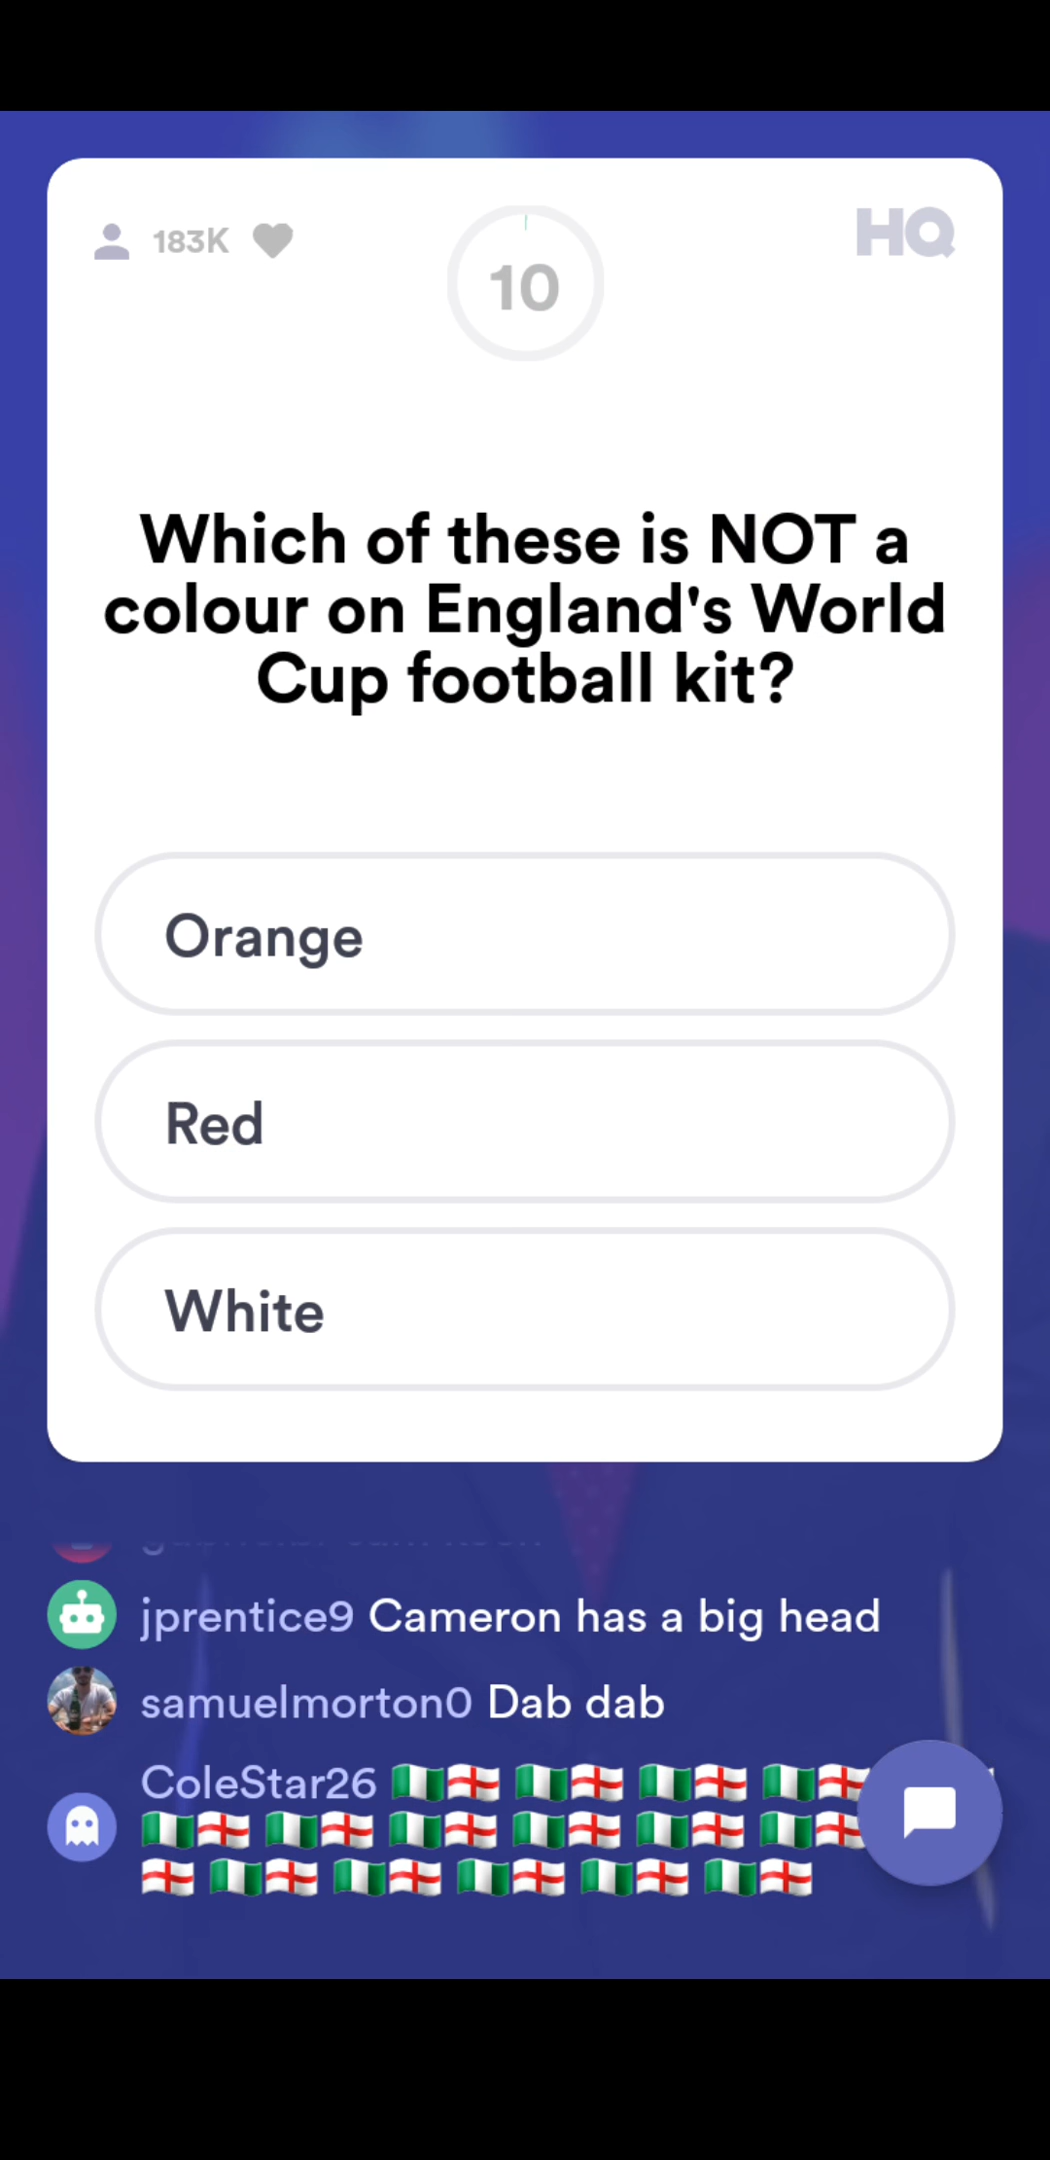 183K
10
HQ
Which of these is NOT a
colour on England's World
Cup football kit?
Orange
Red
White
jprentice9 Cameron has a big head
samuelmorton0 Dab dab
ColeStar26 🇳🇬🏴󠁧󠁢󠁥󠁮󠁧󠁿 🇳🇬🏴󠁧󠁢󠁥󠁮󠁧󠁿 🇳🇬🏴󠁧󠁢󠁥󠁮󠁧󠁿 🇳🇬🏴󠁧󠁢󠁥󠁮󠁧󠁿
🇳🇬🏴󠁧󠁢󠁥󠁮󠁧󠁿 🇳🇬🏴󠁧󠁢󠁥󠁮󠁧󠁿 🇳🇬🏴󠁧󠁢󠁥󠁮󠁧󠁿 🇳🇬🏴󠁧󠁢󠁥󠁮󠁧󠁿 🇳🇬🏴󠁧󠁢󠁥󠁮󠁧󠁿 🇳🇬🏴󠁧󠁢󠁥󠁮󠁧󠁿
🏴󠁧󠁢󠁥󠁮󠁧󠁿 🇳🇬🏴󠁧󠁢󠁥󠁮󠁧󠁿 🇳🇬🏴󠁧󠁢󠁥󠁮󠁧󠁿 🇳🇬🏴󠁧󠁢󠁥󠁮󠁧󠁿 🇳🇬🏴󠁧󠁢󠁥󠁮󠁧󠁿 🇳🇬🏴󠁧󠁢󠁥󠁮󠁧󠁿